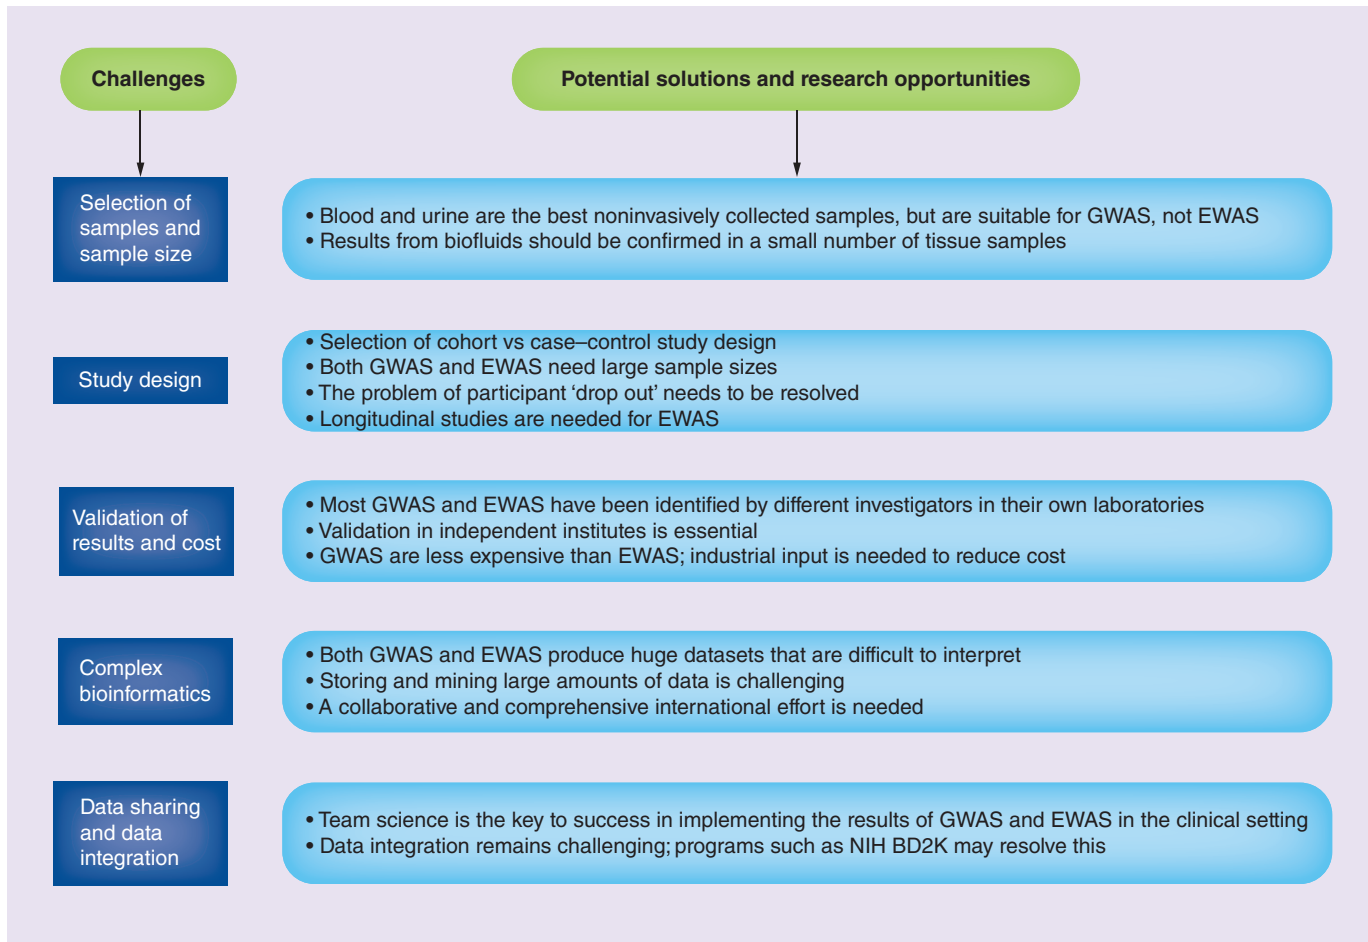 Challenges
Potential solutions and research opportunities
Selection of
samples and
sample size
• Blood and urine are the best noninvasively collected samples, but are suitable for GWAS, not EWAS
• Results from biofluids should be confirmed in a small number of tissue samples
Study design
• Selection of cohort vs case–control study design
• Both GWAS and EWAS need large sample sizes
• The problem of participant ‘drop out’ needs to be resolved
• Longitudinal studies are needed for EWAS
Validation of
results and cost
• Most GWAS and EWAS have been identified by different investigators in their own laboratories
• Validation in independent institutes is essential
• GWAS are less expensive than EWAS; industrial input is needed to reduce cost
Complex
bioinformatics
• Both GWAS and EWAS produce huge datasets that are difficult to interpret
• Storing and mining large amounts of data is challenging
• A collaborative and comprehensive international effort is needed
Data sharing
and data
integration
• Team science is the key to success in implementing the results of GWAS and EWAS in the clinical setting
• Data integration remains challenging; programs such as NIH BD2K may resolve this